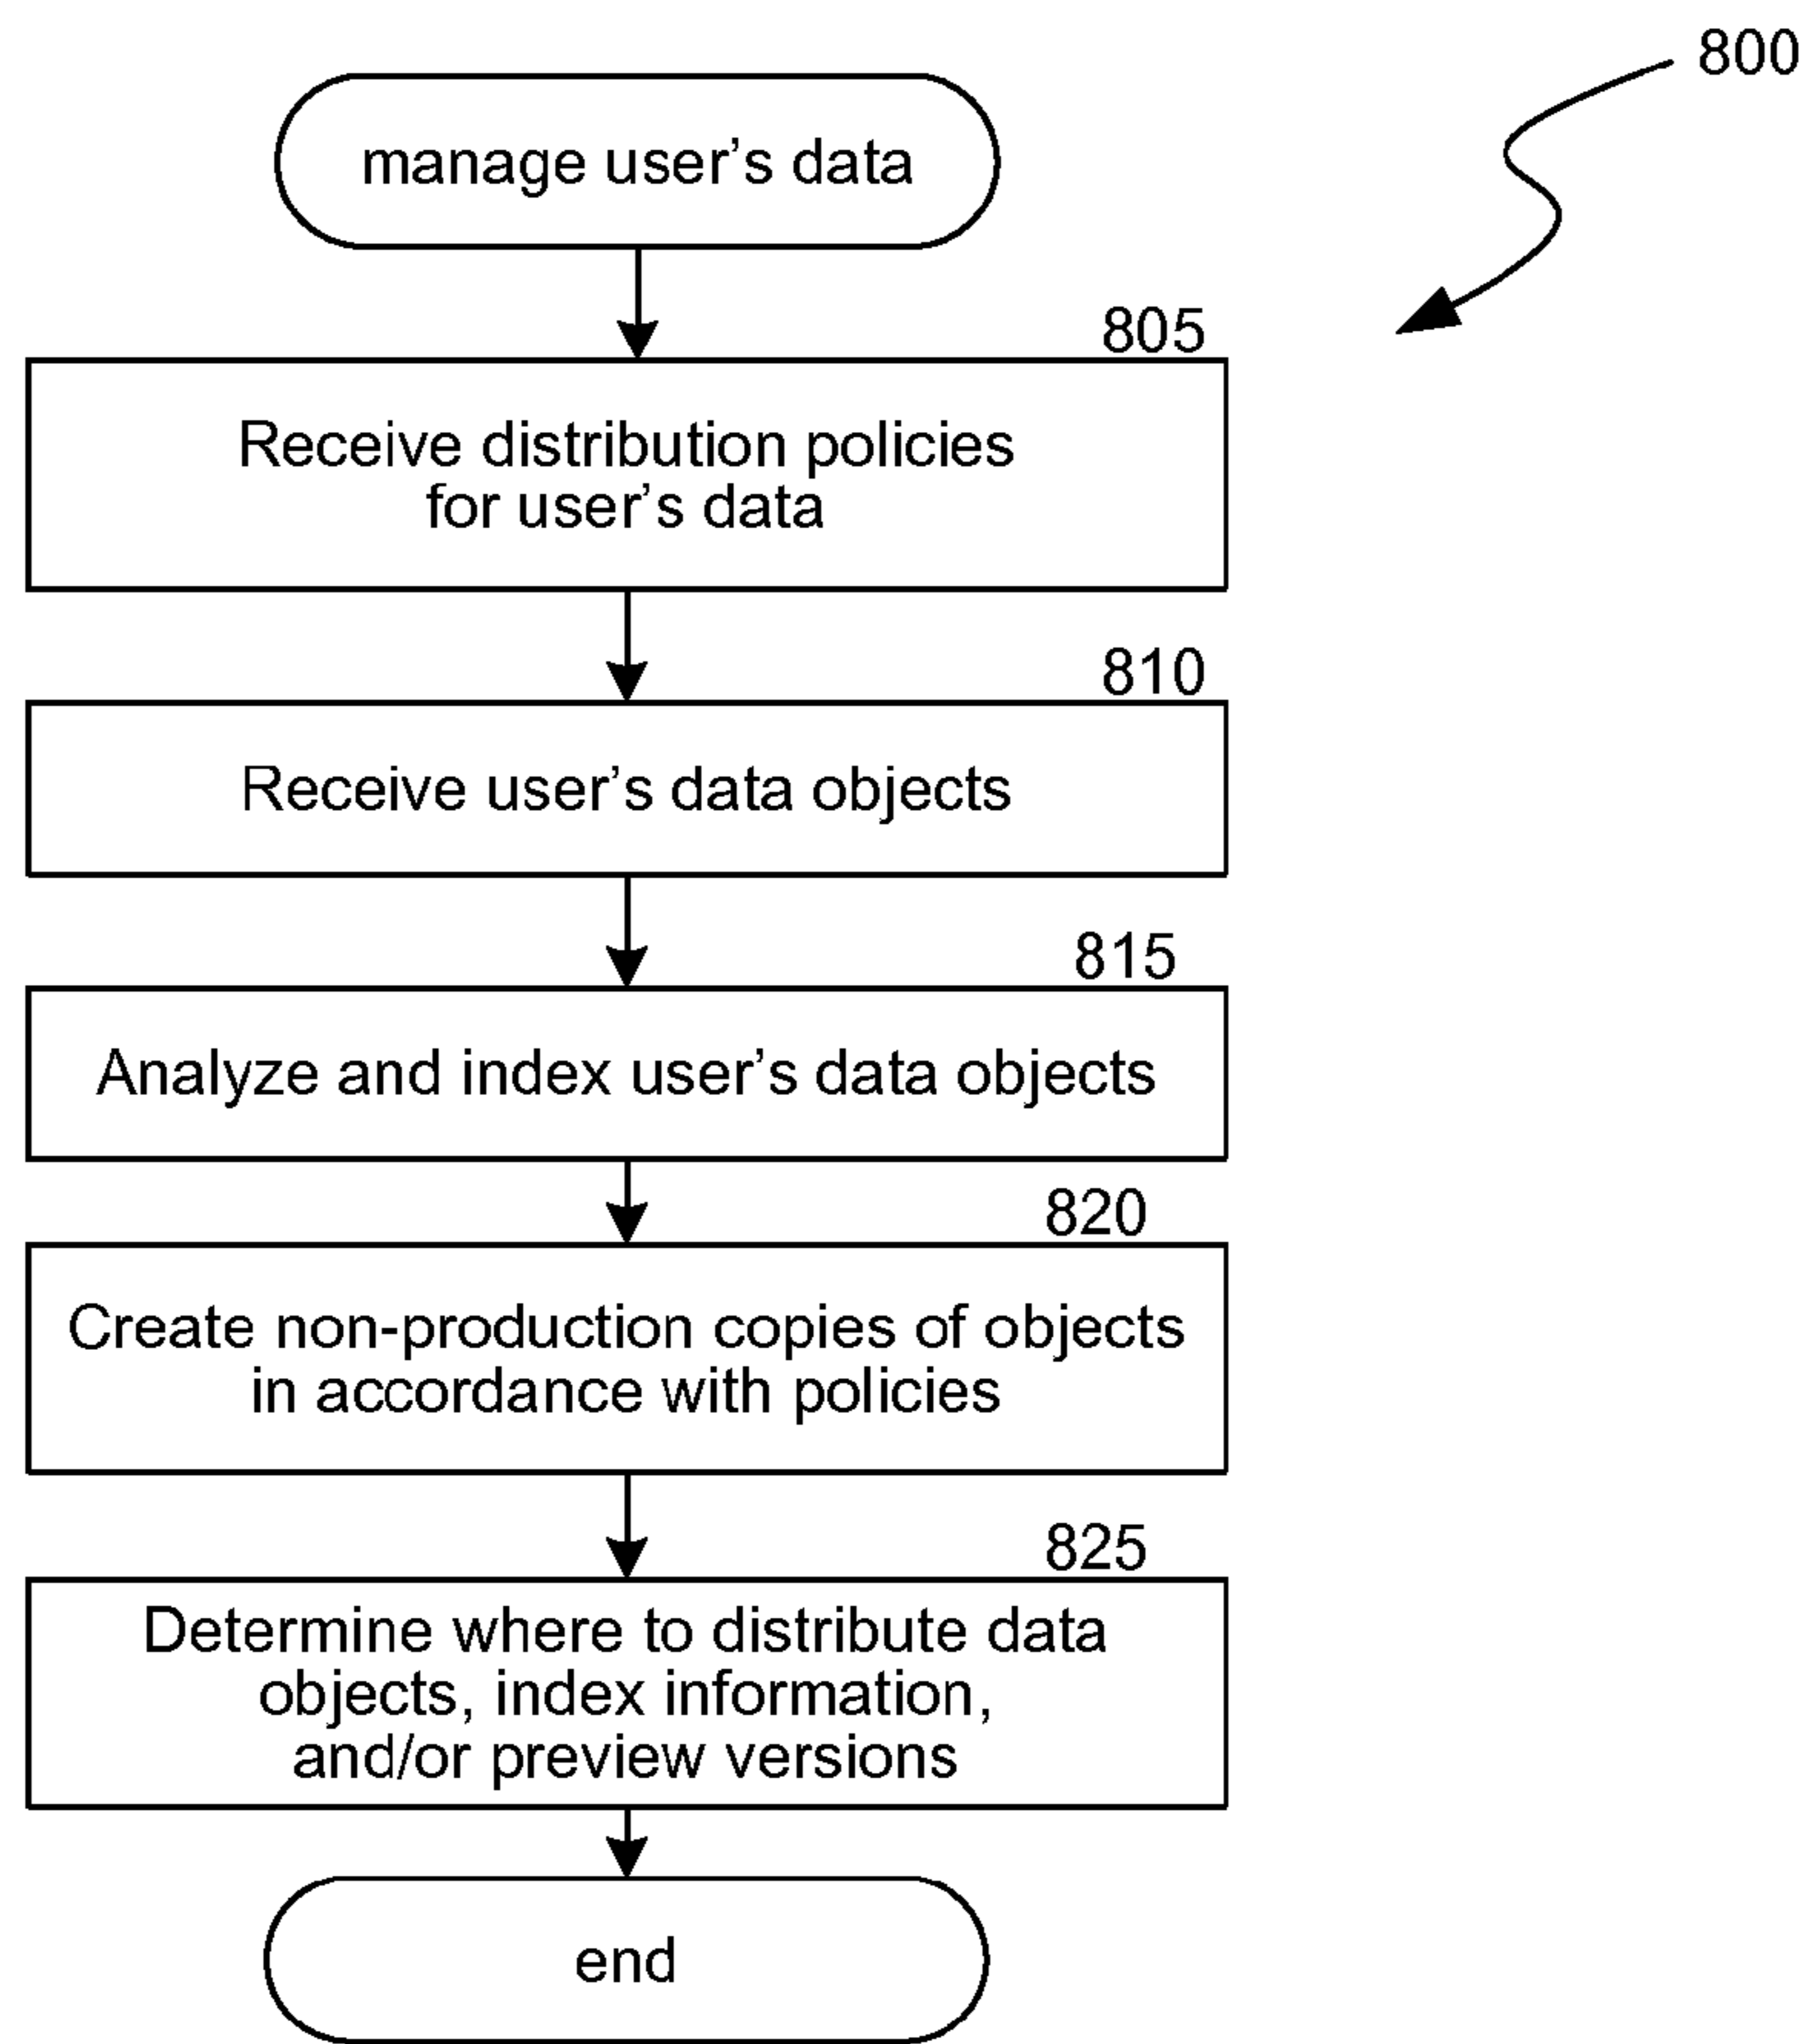 800
manage user’s data
805
Receive distribution policies
for user’s data
810
Receive user’s data objects
815
Analyze and index user’s data objects
820
Create non-production copies of objects
in accordance with policies
825
Determine where to distribute data
objects, index information,
and/or preview versions
end